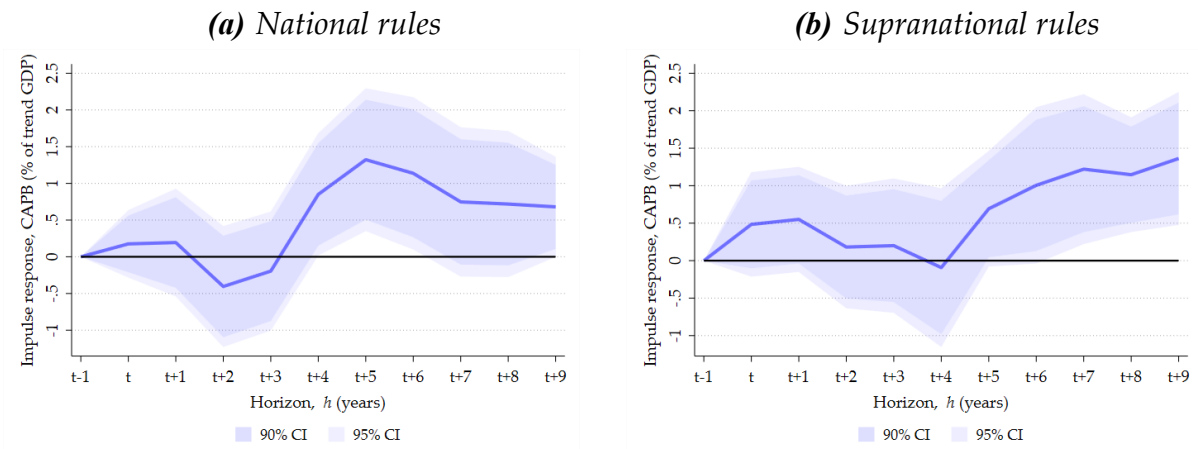 (a) National rules
Impulse response, CAPB (% of trend GDP)
2.5
2
1.5
1
.5
0
-.5
-1
t-1 t t+1 t+2 t+3 t+4 t+5 t+6 t+7 t+8 t+9
Horizon, h (years)
90% CI 95% CI
(b) Supranational rules
Impulse response, CAPB (% of trend GDP)
2.5
2
1.5
1
.5
0
-.5
-1
t-1 t t+1 t+2 t+3 t+4 t+5 t+6 t+7 t+8 t+9
Horizon, h (years)
90% CI 95% CI